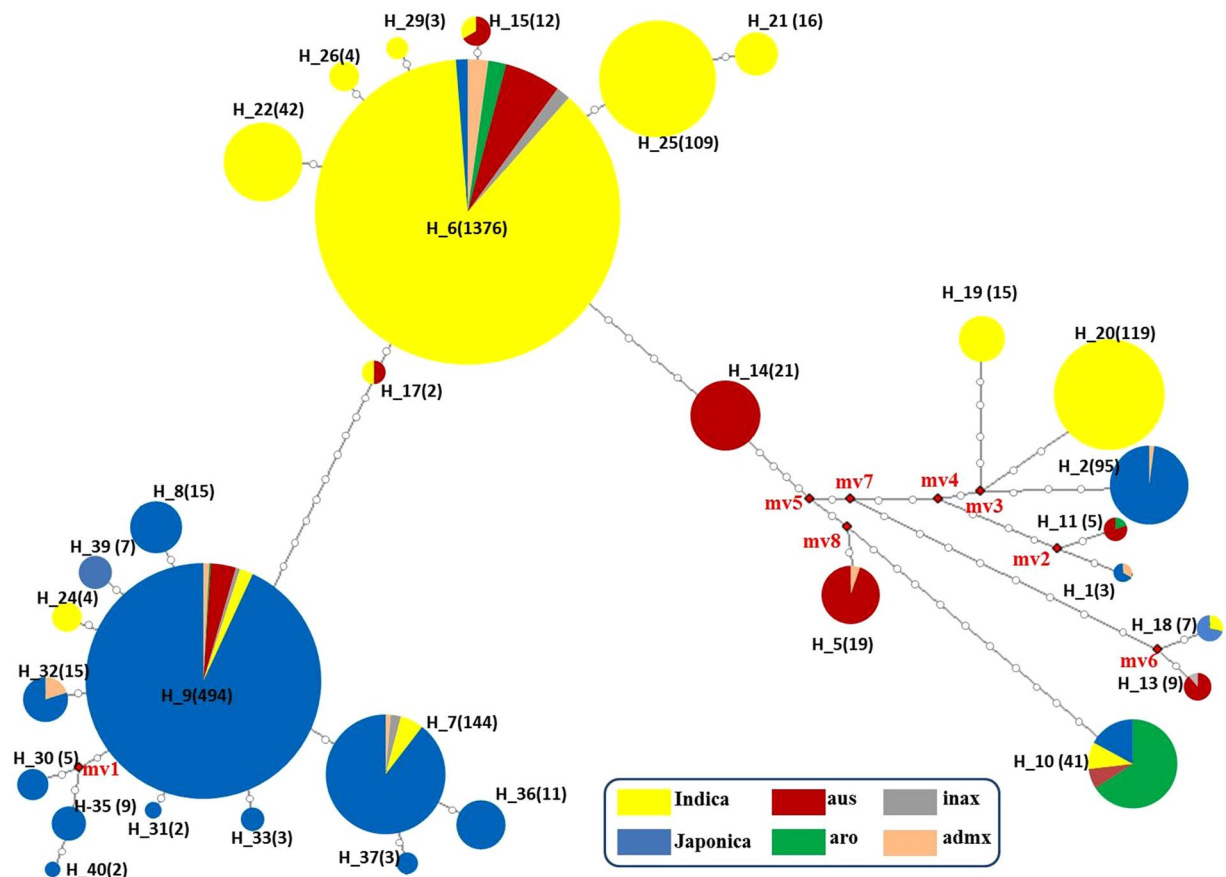 H_29(3)
H_15(12)
H_21 (16)
H_26(4)
H_22(42)
H_25(109)
H_6(1376)
H_19 (15)
H_20(119)
H_17(2)
H_14(21)
H_2(95)
H_8(15)
mv7
mv4
mv5
mv3
H_11 (5)
mv8
mv2
H_39 (7)
H_1(3)
H_24(4)
H_18 (7)
H_5(19)
mv6
H_32(15)
H_9(494)
H_13 (9)
H_7(144)
H_30 (5)
mv1
H_10 (41)
H-35 (9)
H_36(11)
H_31(2)
H_33(3)
H_37(3)
H_40(2)
Indica
aus
inax
Japonica
aro
admx